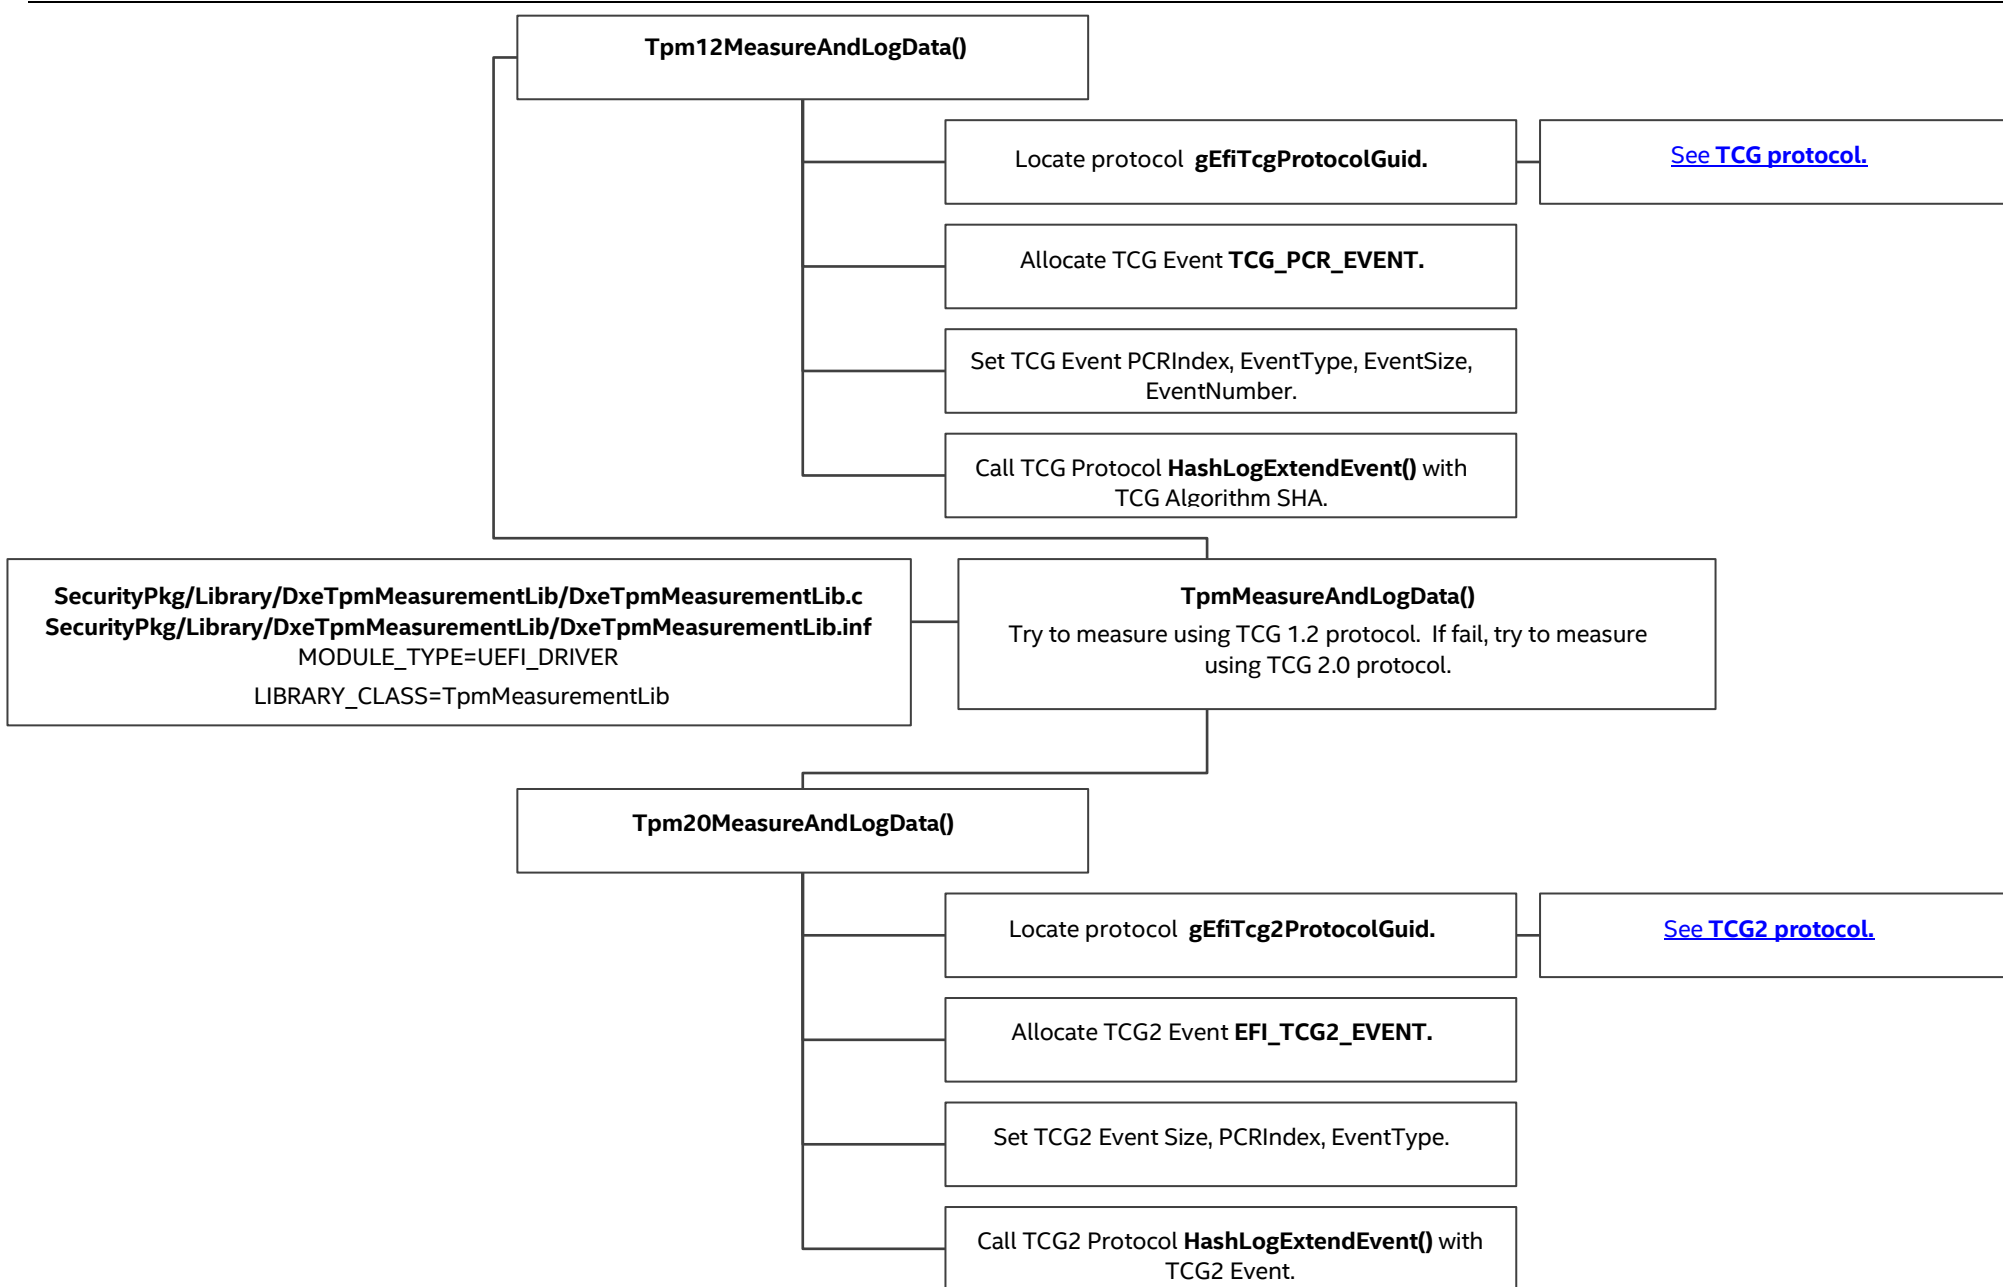 Tpm12MeasureAndLogData()
Locate protocol gEfiTcgProtocolGuid.
See TCG protocol.
Allocate TCG Event TCG_PCR_EVENT.
Set TCG Event PCRIndex, EventType, EventSize,
EventNumber.
Call TCG Protocol HashLogExtendEvent() with
TCG Algorithm SHA.
SecurityPkg/Library/DxeTpmMeasurementLib/DxeTpmMeasurementLib.c
SecurityPkg/Library/DxeTpmMeasurementLib/DxeTpmMeasurementLib.inf
MODULE_TYPE=UEFI_DRIVER
LIBRARY_CLASS=TpmMeasurementLib
TpmMeasureAndLogData()
Try to measure using TCG 1.2 protocol. If fail, try to measure
using TCG 2.0 protocol.
Tpm20MeasureAndLogData()
Locate protocol gEfiTcg2ProtocolGuid.
See TCG2 protocol.
Allocate TCG2 Event EFI_TCG2_EVENT.
Set TCG2 Event Size, PCRIndex, EventType.
Call TCG2 Protocol HashLogExtendEvent() with
TCG2 Event.